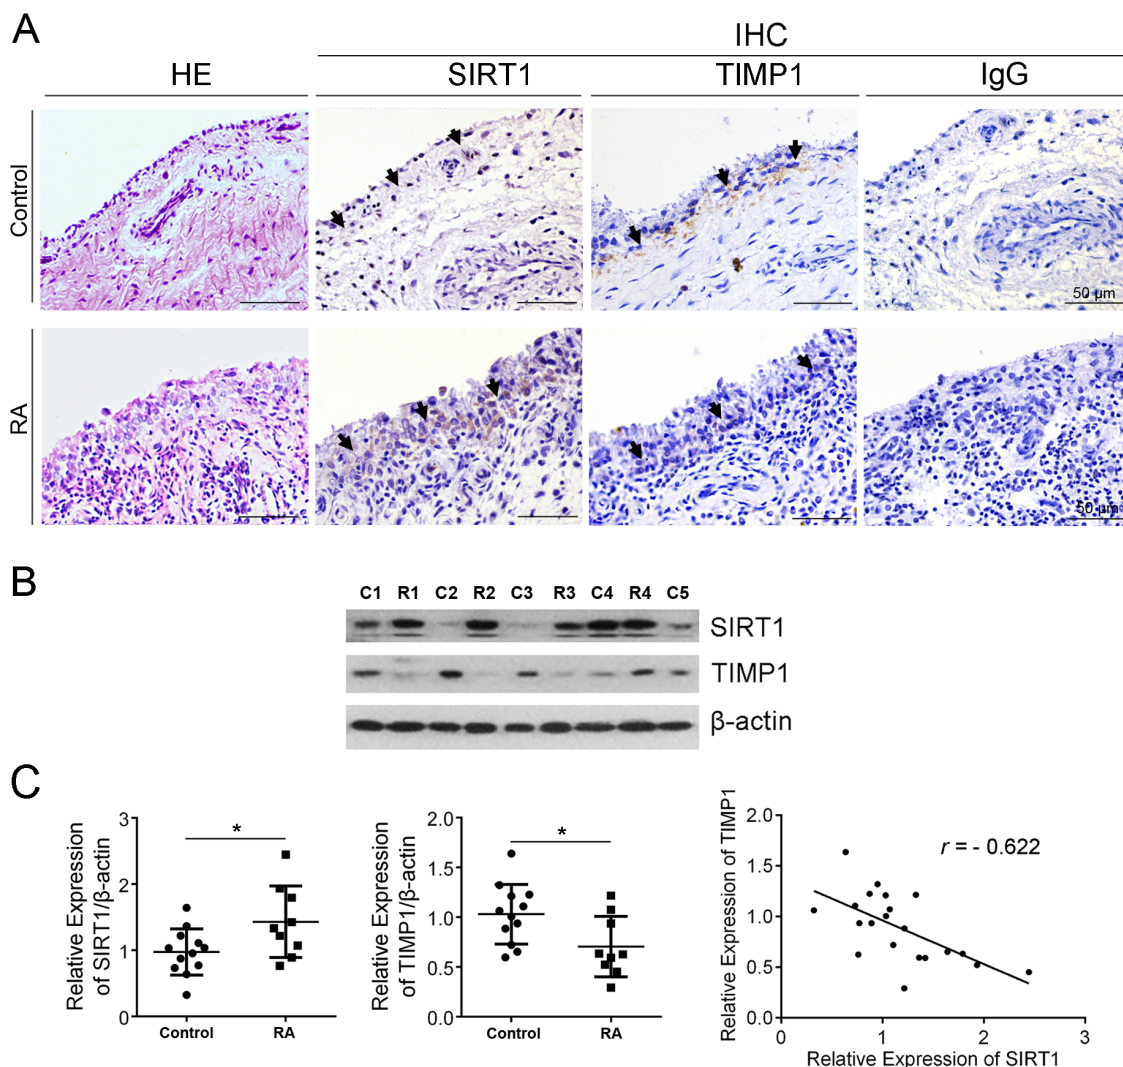 A
IHC
HE
SIRT1
TIMP1
IgG
Control
50 µm
RA
50 µm
B
C1 R1 C2 R2 C3 R3 C4 R4 C5
SIRT1
TIMP1
β-actin
C
Relative Expression
of SIRT1/β-actin
3
2
1
0
*
Control
RA
Relative Expression
of TIMP1/β-actin
2.0
1.5
1.0
0.5
0.0
*
Control
RA
Relative Expression of TIMP1
2.0
1.5
1.0
0.5
0.0
r = - 0.622
0
1
2
3
Relative Expression of SIRT1